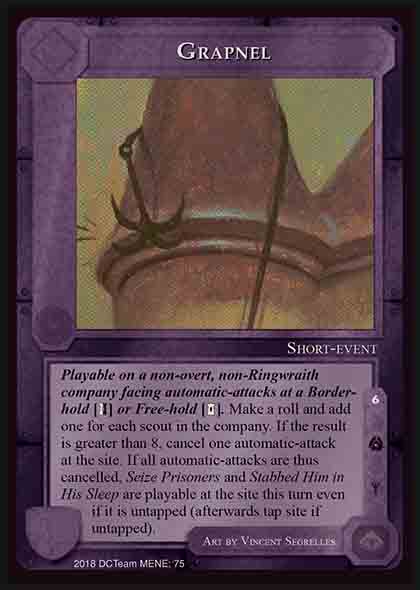 Grapnel
Short-event
Playable on a non-overt, non-Ringwraith
company facing automatic-attacks at a Border-
hold [] or Free-hold []. Make a roll and add
one for each scout in the company. If the result
is greater than 8, cancel one automatic-attack
at the site. If all automatic-attacks are thus
cancelled, Seize Prisoners and Stabbed Him in
His Sleep are playable at the site this turn even
if it is untapped (afterwards tap site if
untapped).
6
Art by Vincent Segrelles
2018 DCTeam MENE: 75